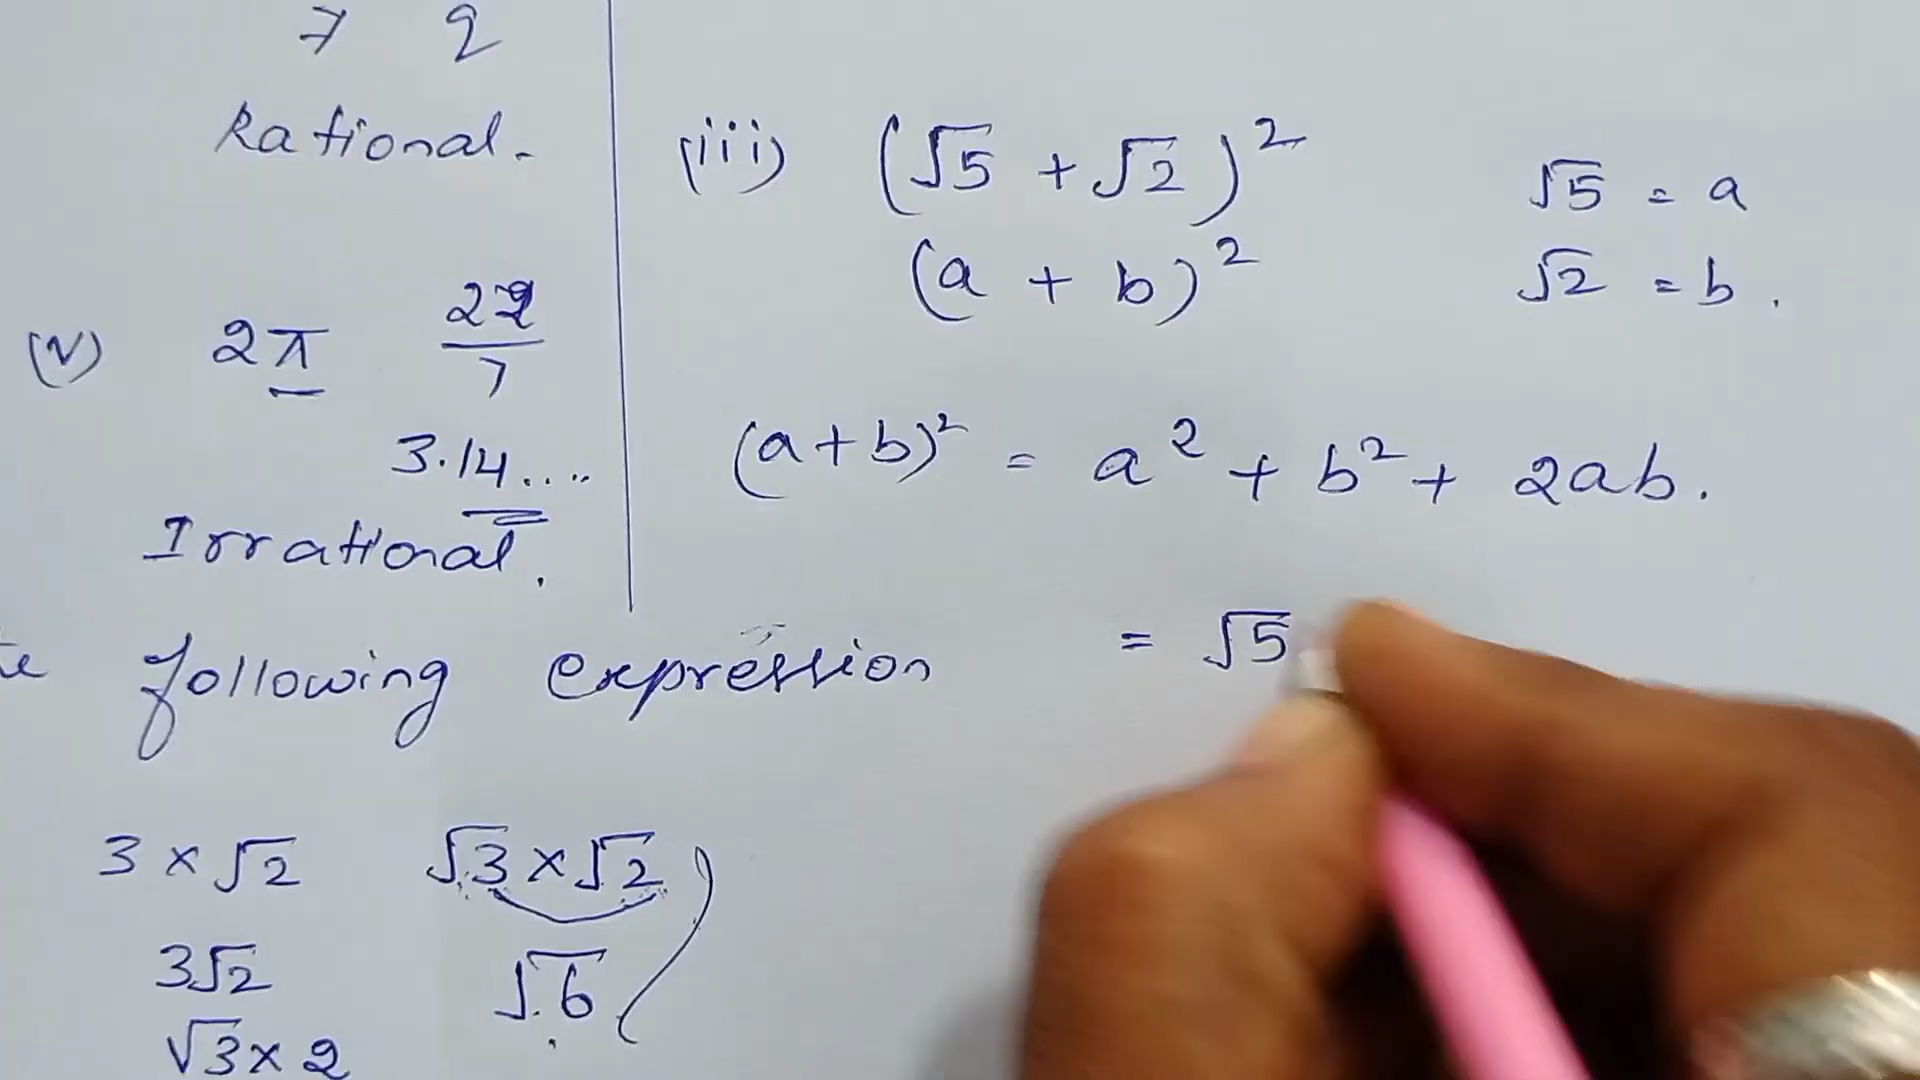 7 2
Rational.
(V) 2π 22/7
3.14....
Irrational.
(iii) (√5 + √2)²
(a + b)²
√5 = a
√2 = b.
(a+b)² = a² + b² + 2ab.
= √5
following expression
3 × √2 √3 × √2
3√2 √6
√3 × 2